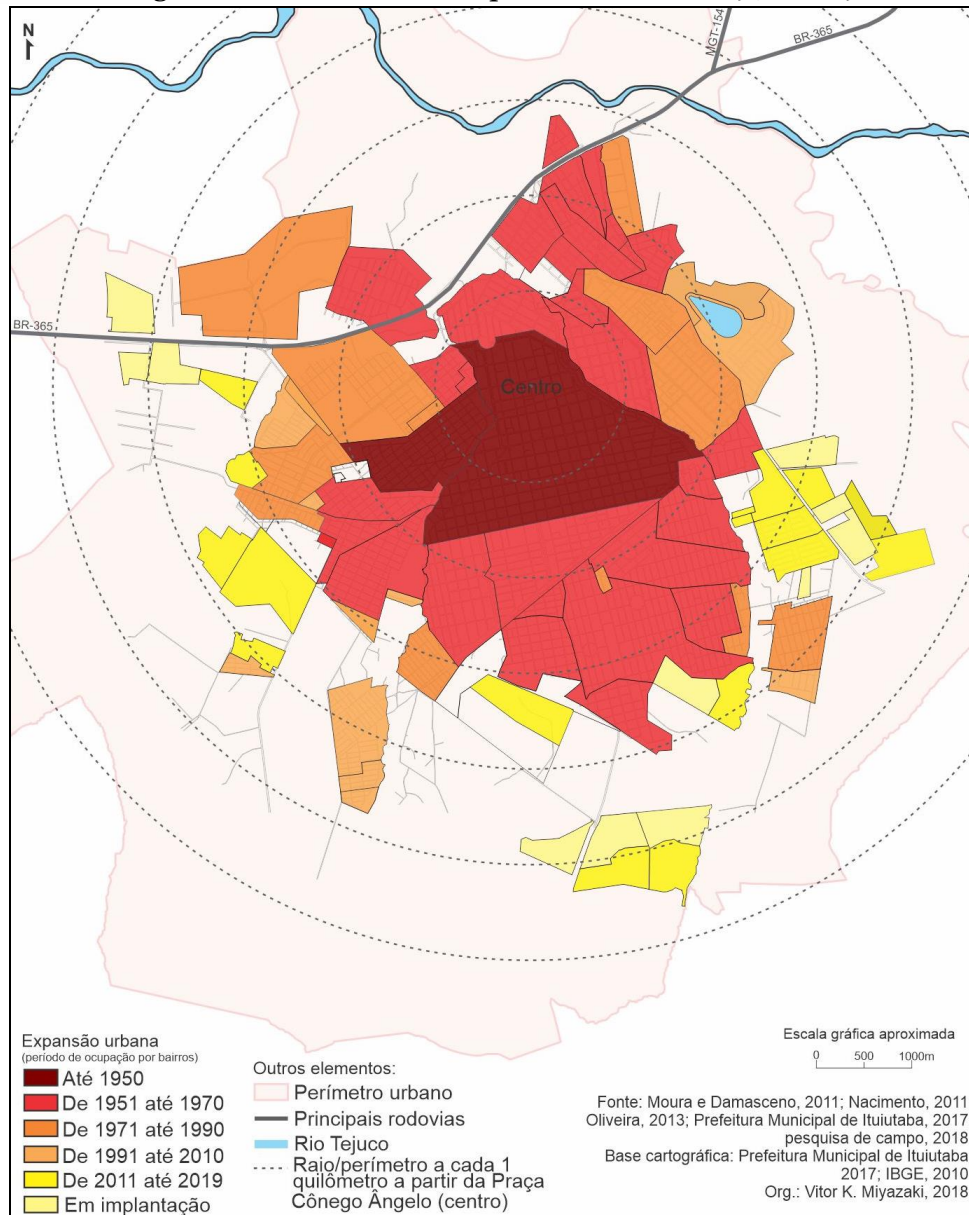 N
MGT-154
BR-365
BR-365
Centro
Expansão urbana
(período de ocupação por bairros)
Até 1950
De 1951 até 1970
De 1971 até 1990
De 1991 até 2010
De 2011 até 2019
Em implantação
Outros elementos:
Perímetro urbano
Principais rodovias
Rio Tejuco
Raio/perímetro a cada 1
quilômetro a partir da Praça
Cônego Ângelo (centro)
Escala gráfica aproximada
0 500 1000m
Fonte: Moura e Damasceno, 2011; Nacimento, 2011
Oliveira, 2013; Prefeitura Municipal de Ituiutaba, 2017
pesquisa de campo, 2018
Base cartográfica: Prefeitura Municipal de Ituiutaba
2017; IBGE, 2010
Org.: Vitor K. Miyazaki, 2018